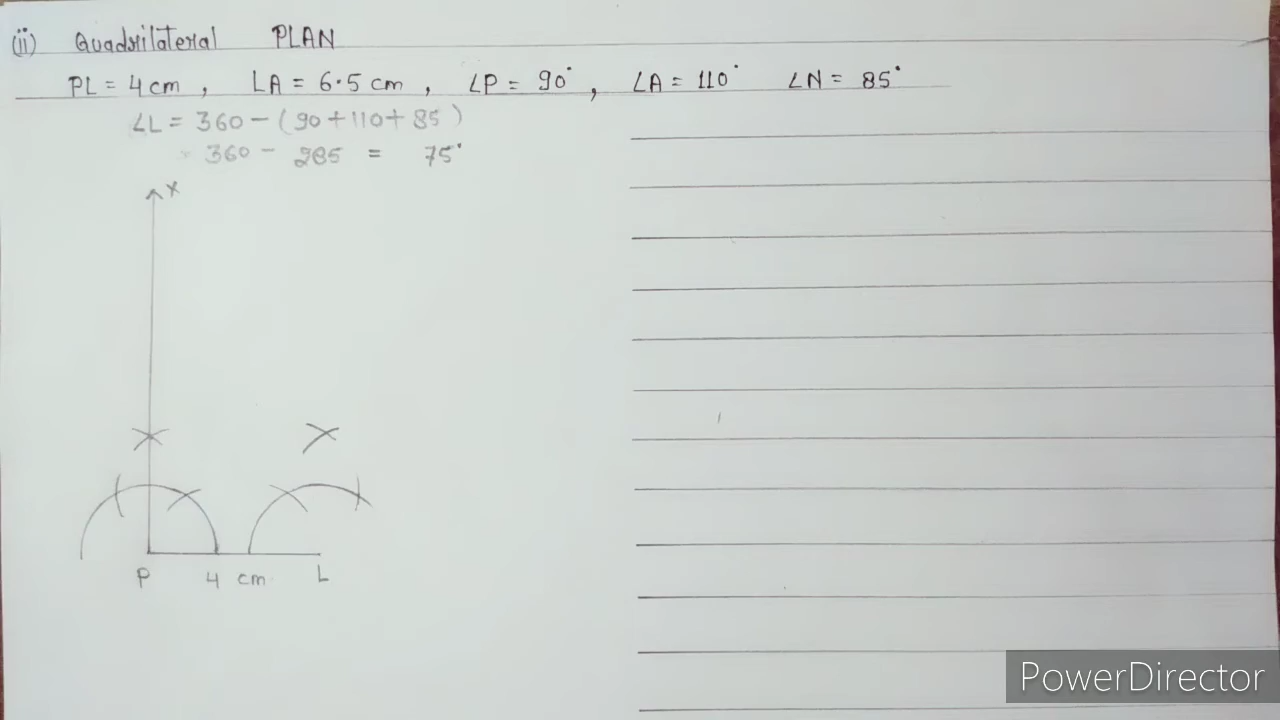 (ii) Quadrilateral PLAN
PL = 4 cm , LA = 6.5 cm , ∠P = 90° , ∠A = 110° ∠N = 85°
∠L = 360 - (90 + 110 + 85)
360 - 285 = 75°
X
P 4 cm L
PowerDirector